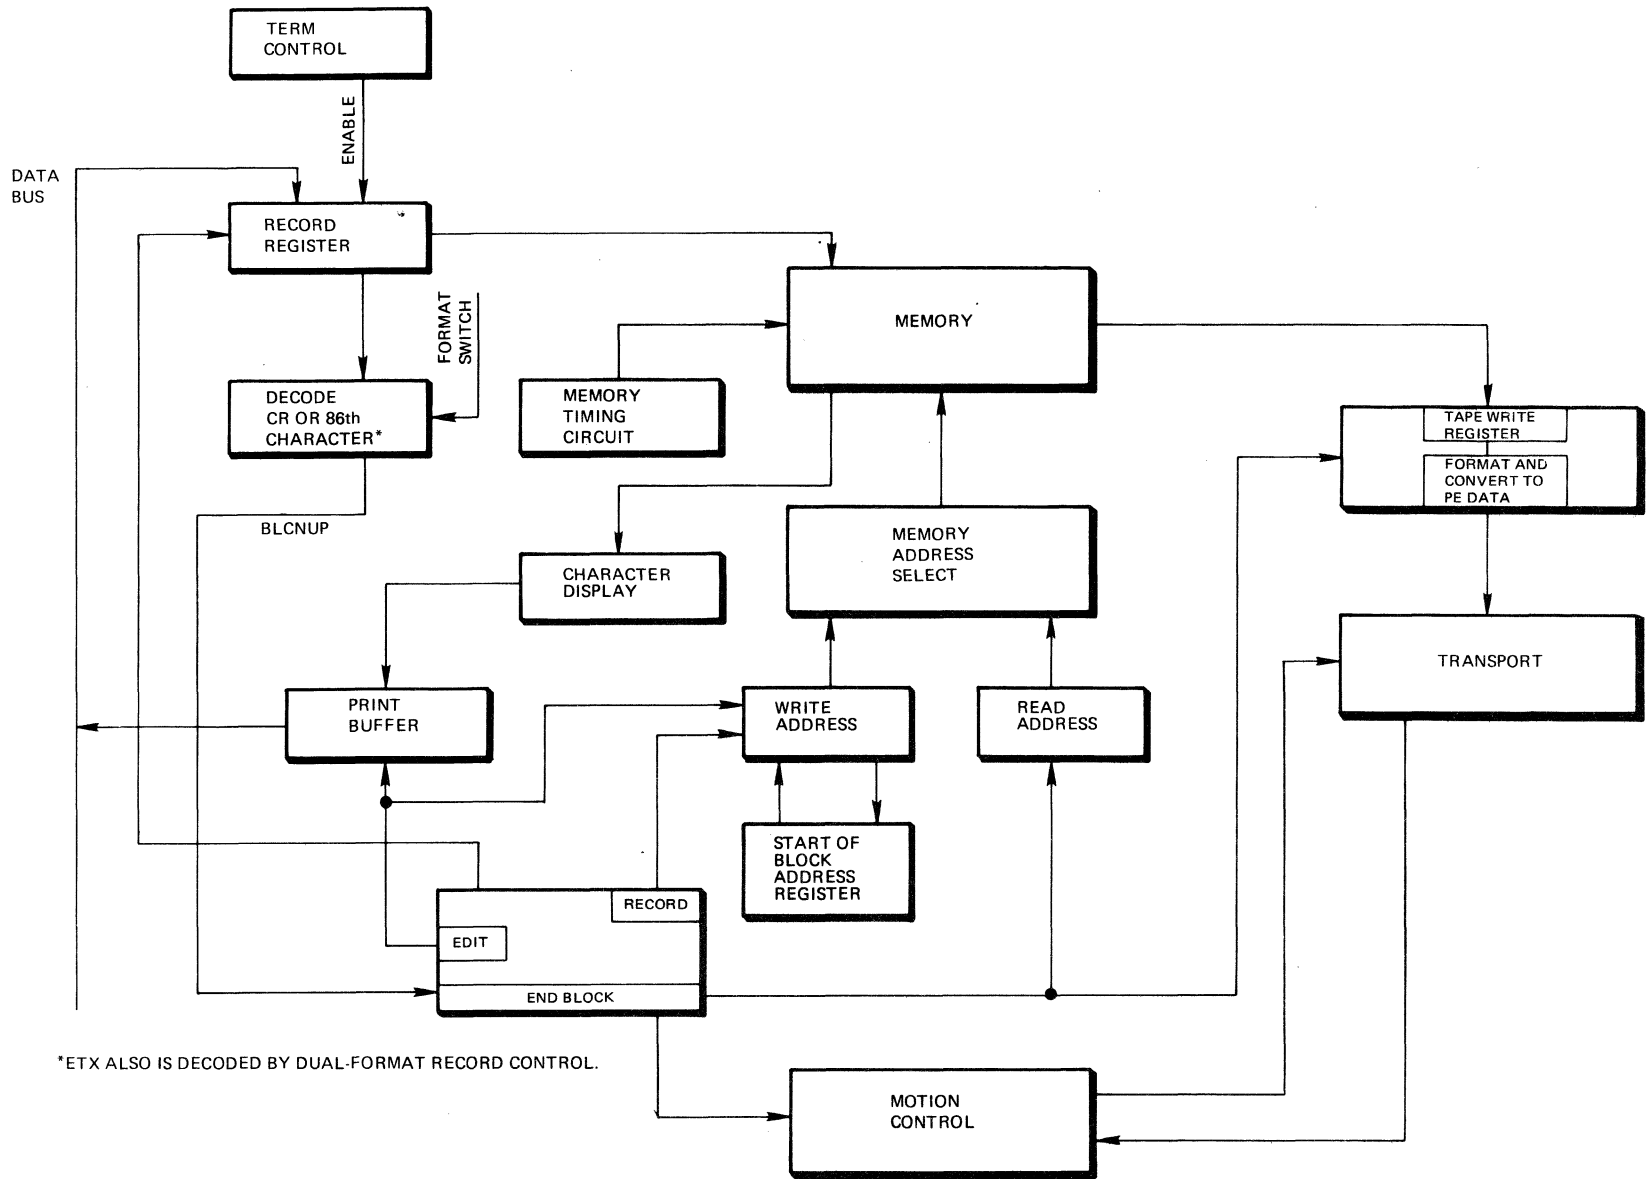 TERM
CONTROL
ENABLE
DATA
BUS
RECORD
REGISTER
FORMAT
SWITCH
MEMORY
DECODE
CR OR 86th
CHARACTER*
MEMORY
TIMING
CIRCUIT
TAPE WRITE
REGISTER
FORMAT AND
CONVERT TO
PE DATA
BLCNUP
MEMORY
ADDRESS
SELECT
CHARACTER
DISPLAY
TRANSPORT
PRINT
BUFFER
WRITE
ADDRESS
READ
ADDRESS
START OF
BLOCK
ADDRESS
REGISTER
RECORD
EDIT
END BLOCK
*ETX ALSO IS DECODED BY DUAL-FORMAT RECORD CONTROL.
MOTION
CONTROL